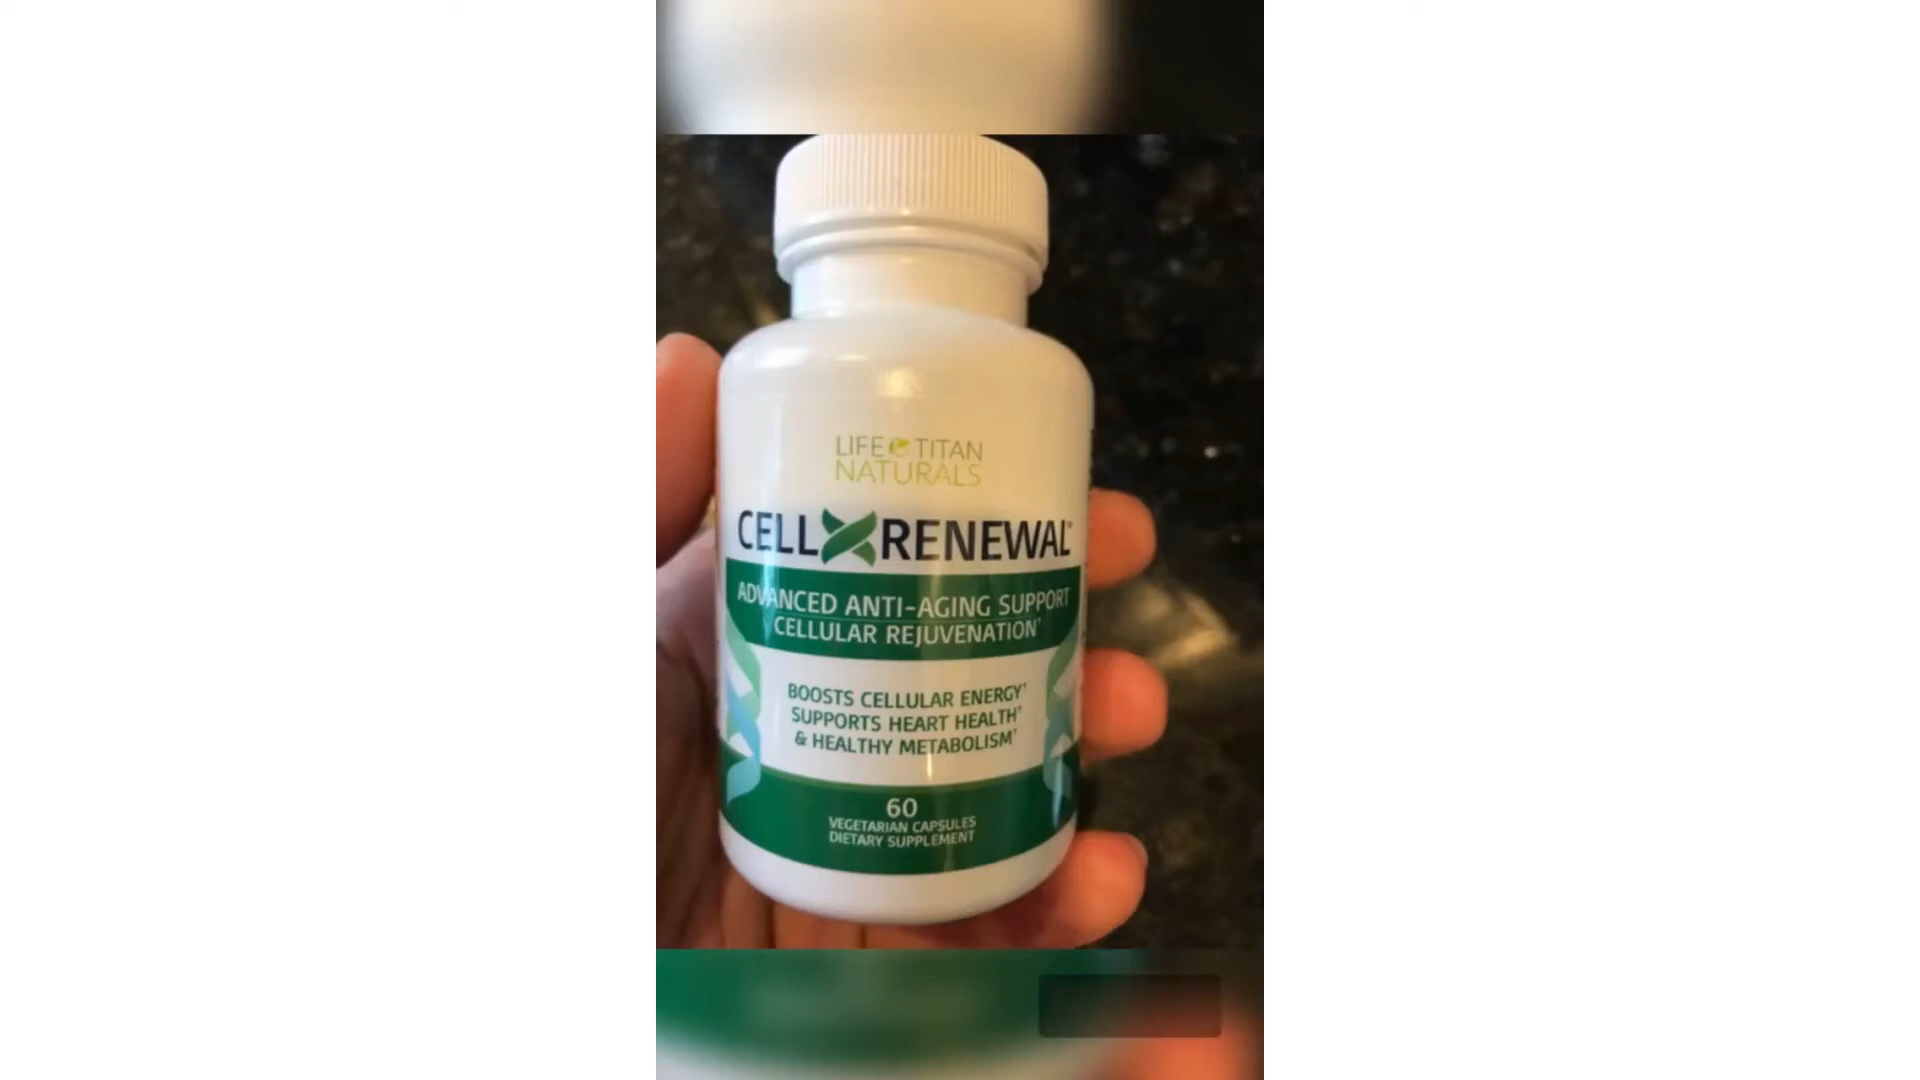 LIFE TITAN
NATURALS
CELL RENEWAL
ADVANCED ANTI-AGING SUPPORT
CELLULAR REJUVENATION†
BOOSTS CELLULAR ENERGY†
SUPPORTS HEART HEALTH†
& HEALTHY METABOLISM†
60
VEGETARIAN CAPSULES
DIETARY SUPPLEMENT